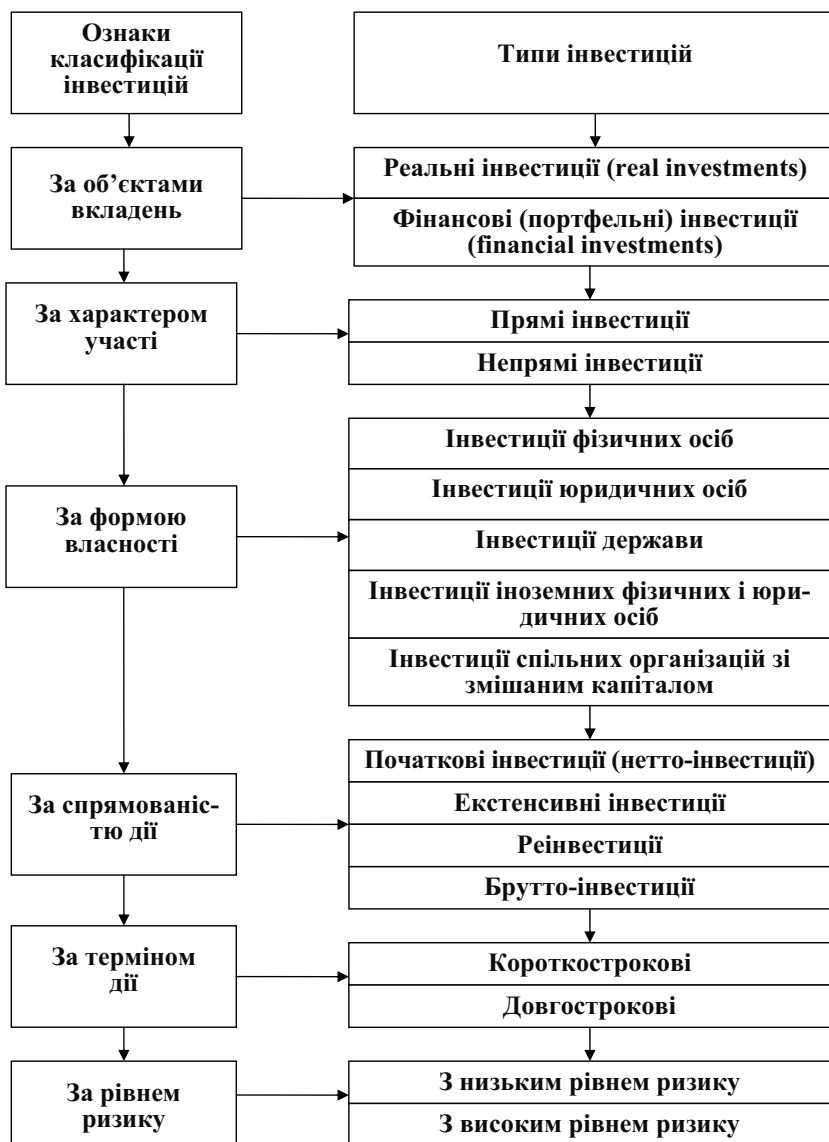 Ознаки
класифікації
інвестицій
Типи інвестицій
За об’єктами
вкладень
Реальні інвестиції (real investments)
Фінансові (портфельні) інвестиції
(financial investments)
За характером
участі
Прямі інвестиції
Непрямі інвестиції
За формою
власності
Інвестиції фізичних осіб
Інвестиції юридичних осіб
Інвестиції держави
Інвестиції іноземних фізичних і юри-
дичних осіб
Інвестиції спільних організацій зі
змішаним капіталом
За спрямованіс-
тю дії
Початкові інвестиції (нетто-інвестиції)
Екстенсивні інвестиції
Реінвестиції
Брутто-інвестиції
За терміном
дії
Короткострокові
Довгострокові
За рівнем
ризику
З низьким рівнем ризику
З високим рівнем ризику